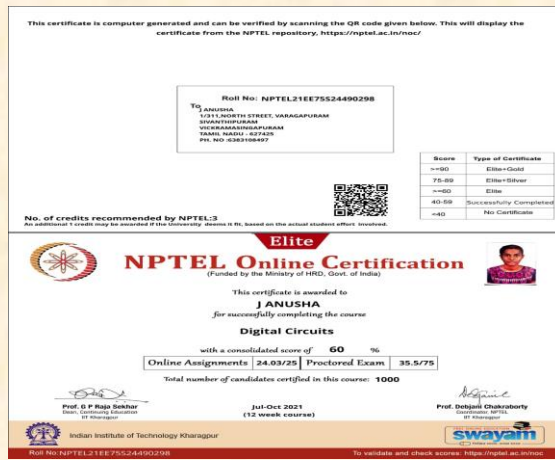 This certificate is computer generated and can be verified by scanning the QR code given below. This will display the
certificate from the NPTEL repository, https://nptel.ac.in/noc/
Roll No: NPTEL21EE75S24490298
To
J ANUSHA
1/311,NORTH STREET, VARAGAPURAM
SIVANTHIPURAM
VICKRAMASINGAPURAM
TAMIL NADU - 627425
PH. NO :6383108497
Score Type of Certificate
>=90 Elite+Gold
75-89 Elite+Silver
>=60 Elite
40-59 Successfully Completed
<40 No Certificate
No. of credits recommended by NPTEL:3
An additional 1 credit may be awarded if the University deems it fit, based on the actual student effort involved.
Elite
NPTEL Online Certification
(Funded by the Ministry of HRD, Govt. of India)
This certificate is awarded to
J ANUSHA
for successfully completing the course
Digital Circuits
with a consolidated score of 60 %
Online Assignments 24.03/25 Proctored Exam 35.5/75
Total number of candidates certified in this course: 1000
Prof. G P Raja Sekhar
Dean, Continuing Education
IIT Kharagpur
Jul-Oct 2021
(12 week course)
Prof. Debjani Chakraborty
Coordinator, NPTEL
IIT Kharagpur
Indian Institute of Technology Kharagpur
swayam
Roll No:NPTEL21EE75S24490298
To validate and check scores: https://nptel.ac.in/noc